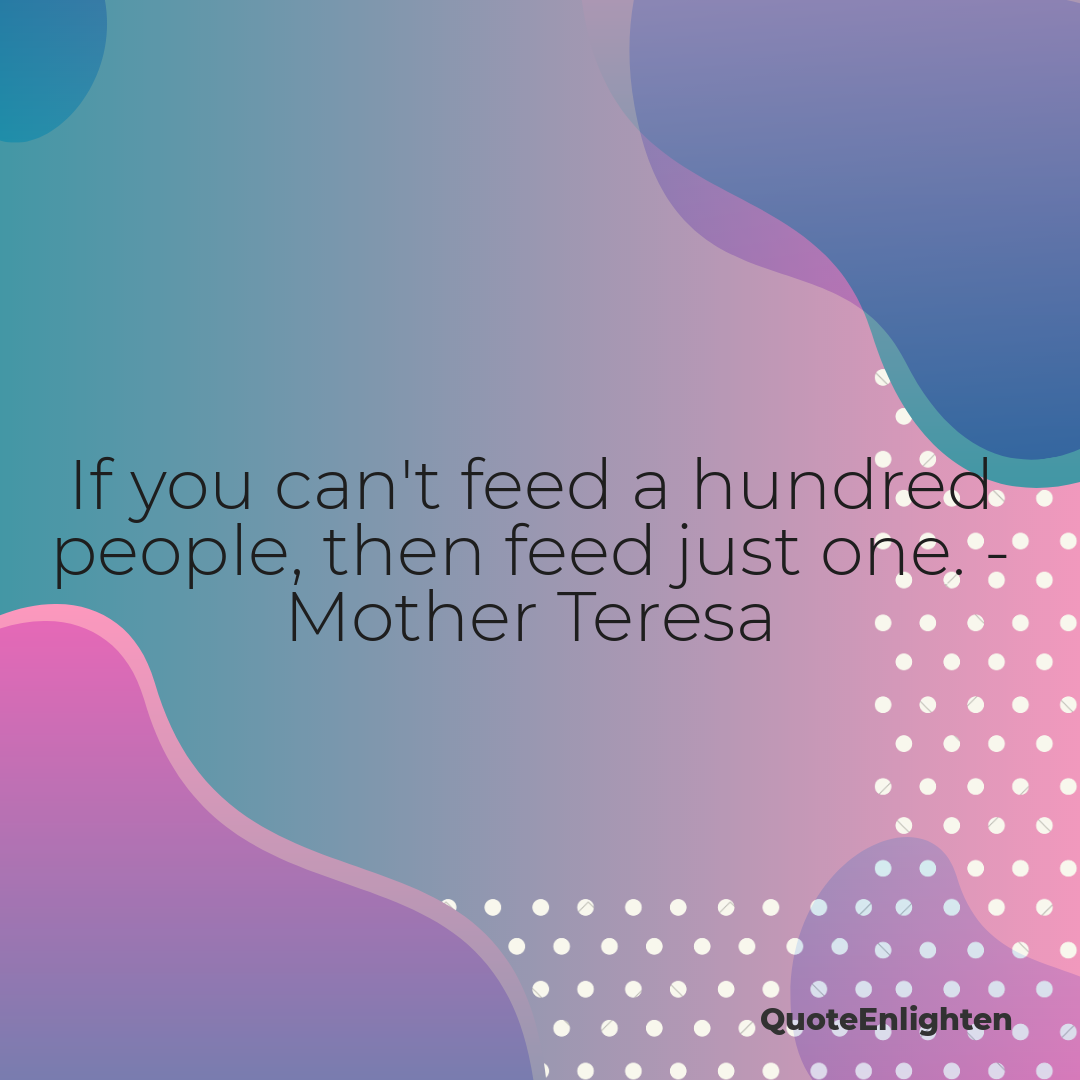 If you can't feed a hundred
people, then feed just one. -
Mother Teresa
QuoteEnlighten